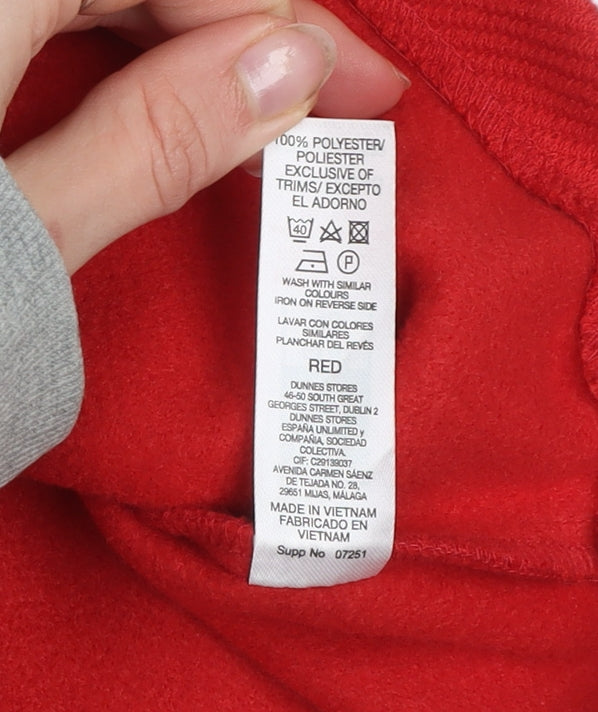 100% POLYESTER/
POLIESTER
EXCLUSIVE OF
TRIMS/ EXCEPTO
EL ADORNO
40
P
WASH WITH SIMILAR
COLOURS
IRON ON REVERSE SIDE
LAVAR CON COLORES
SIMILARES
PLANCHAR DEL REVÉS
RED
DUNNES STORES
46-50 SOUTH GREAT
GEORGES STREET, DUBLIN 2
DUNNES STORES
ESPAÑA UNLIMITED y
COMPAÑIA, SOCIEDAD
COLECTIVA.
CIF: C29139037
AVENIDA CARMEN SÁENZ
DE TEJADA NO. 28,
29651 MIJAS, MÁLAGA
MADE IN VIETNAM
FABRICADO EN
VIETNAM
Supp No 07251